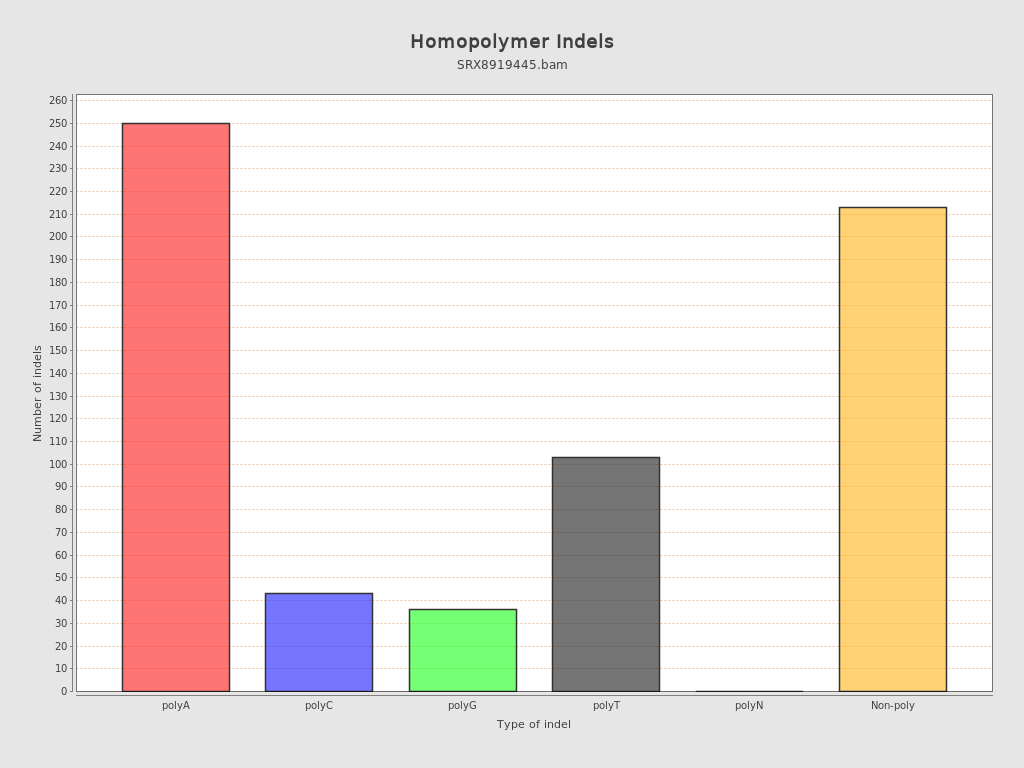 Homopolymer Indels
SRX8919445.bam
260
250
240
230
220
210
200
190
180
170
160
150
140
130
120
110
100
90
80
70
60
50
40
30
20
10
0
Number of indels
polyA
polyC
polyG
polyT
polyN
Non-poly
Type of indel